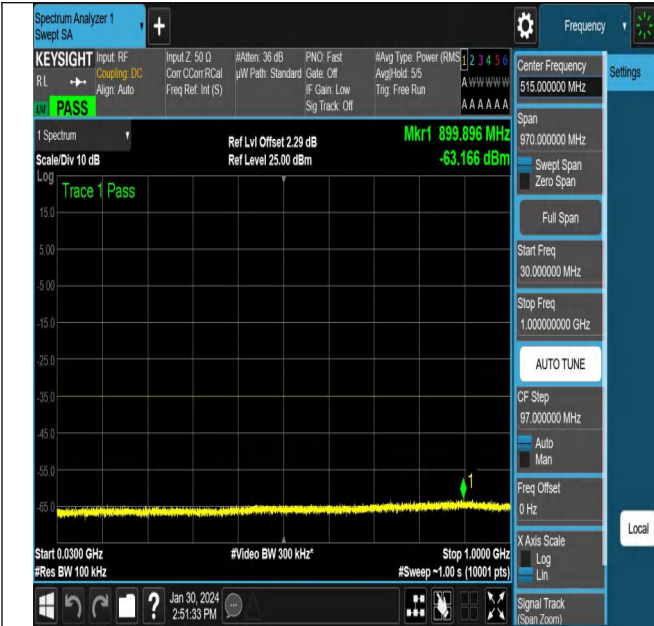 Spectrum Analyzer 1
Swept SA
+
Frequency
KEYSIGHT
RL
PASS
Input: RF
Coupling: DC
Align: Auto
Input Z: 50 Ω
Corr CCorr RCal
Freq Ref: Int (S)
#Atten: 36 dB
µW Path: Standard
PNO: Fast
Gate: Off
IF Gain: Low
Sig Track: Off
#Avg Type: Power (RMS
Avg|Hold: 5/5
Trig: Free Run
1 2 3 4 5 6
A W W W W W
A A A A A A
1 Spectrum
Scale/Div 10 dB
Log
Ref Lvl Offset 2.29 dB
Ref Level 25.00 dBm
Mkr1 899.896 MHz
-63.166 dBm
Trace 1 Pass
15.0
5.00
-5.00
-15.0
-25.0
-35.0
-45.0
-55.0
-65.0
1
Start 0.0300 GHz
#Res BW 100 kHz
#Video BW 300 kHz*
Stop 1.0000 GHz
#Sweep ~1.00 s (10001 pts)
Jan 30, 2024
2:51:33 PM
?
Center Frequency
515.000000 MHz
Span
970.000000 MHz
Swept Span
Zero Span
Full Span
Start Freq
30.000000 MHz
Stop Freq
1.000000000 GHz
AUTO TUNE
CF Step
97.000000 MHz
Auto
Man
Freq Offset
0 Hz
X Axis Scale
Log
Lin
Signal Track
(Span Zoom)
Settings
Local